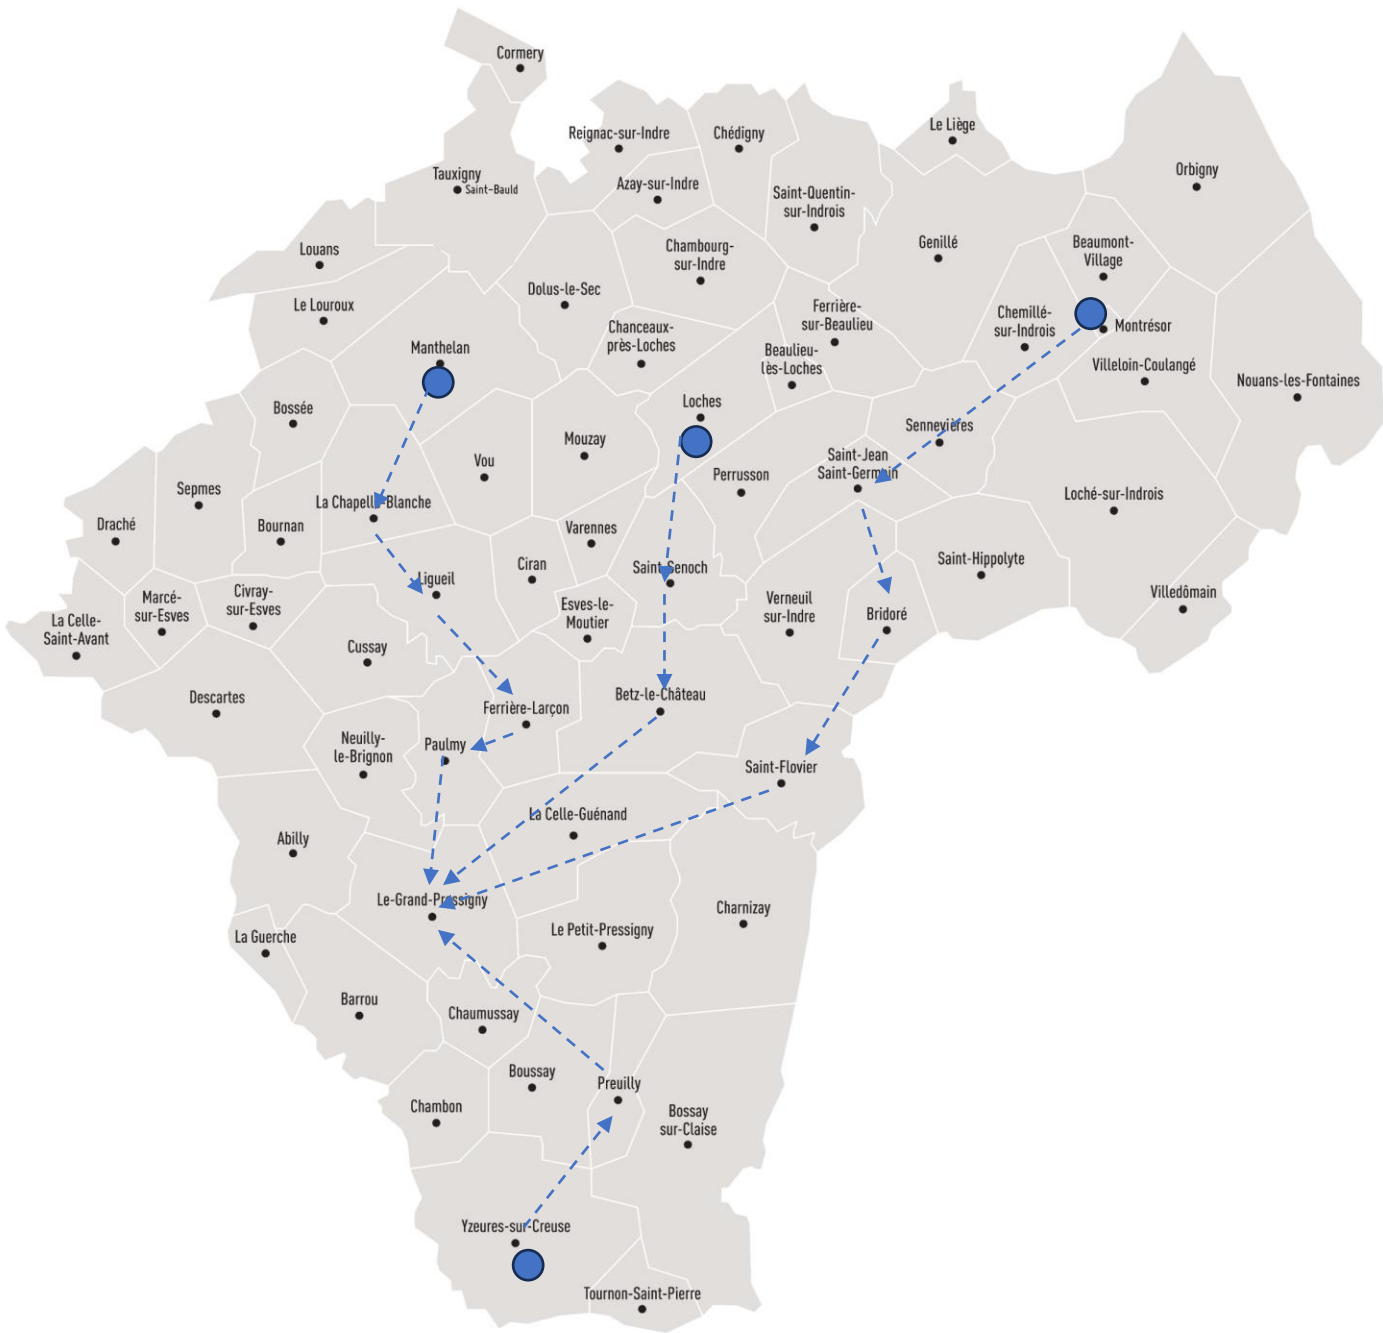 Cormery
Le Liège
Reignac-sur-Indre
Chédigny
Orbigny
Tauxigny
Saint-Bauld
Azay-sur-Indre
Saint-Quentin-
sur-Indrois
Louans
Chambourg-
sur-Indre
Genillé
Beaumont-
Village
Le Louroux
Dolus-le-Sec
Ferrière-
sur-Beaulieu
Chemillé-
sur-Indrois
Montrésor
Chanceaux-
près-Loches
Manthelan
Beaulieu-
lès-Loches
Villeloin-Coulangé
Nouans-les-Fontaines
Bossée
Loches
Sennevières
Mouzay
Vou
Saint-Jean
Saint-Germain
Perrusson
Sepmes
La Chapelle-Blanche
Loché-sur-Indrois
Draché
Bournan
Varennes
Saint-Hippolyte
Ciran
Saint-Senoch
Ligueil
Marcé-
sur-Esves
Civray-
sur-Esves
Esves-le-
Moutier
Verneuil
sur-Indre
Villedômain
La Celle-
Saint-Avant
Bridoré
Cussay
Descartes
Betz-le-Château
Ferrière-Larçon
Neuilly-
le-Brignon
Paulmy
Saint-Flovier
La Celle-Guénand
Abilly
Le-Grand-Pressigny
Charnizay
La Guerche
Le Petit-Pressigny
Barrou
Chaumussay
Boussay
Preuilly
Chambon
Bossay
sur-Claise
Yzeures-sur-Creuse
Tournon-Saint-Pierre